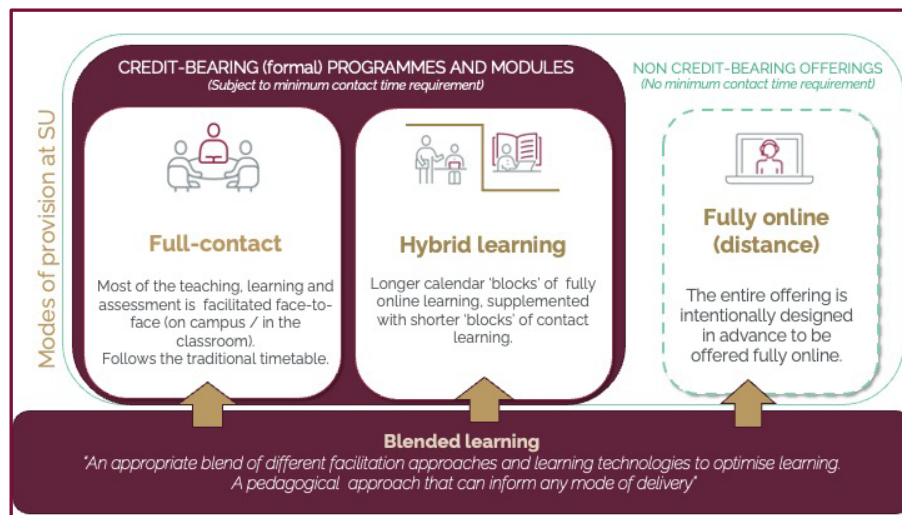 Modes of provision at SU
CREDIT-BEARING (formal) PROGRAMMES AND MODULES
(Subject to minimum contact time requirement)
Full-contact
Most of the teaching, learning and
assessment is facilitated face-to-
face (on campus / in the
classroom).
Follows the traditional timetable.
Hybrid learning
Longer calendar ‘blocks’ of fully
online learning, supplemented
with shorter ‘blocks’ of contact
learning.
NON CREDIT-BEARING OFFERINGS
(No minimum contact time requirement)
Fully online
(distance)
The entire offering is
intentionally designed
in advance to be
offered fully online.
Blended learning
"An appropriate blend of different facilitation approaches and learning technologies to optimise learning.
A pedagogical approach that can inform any mode of delivery"